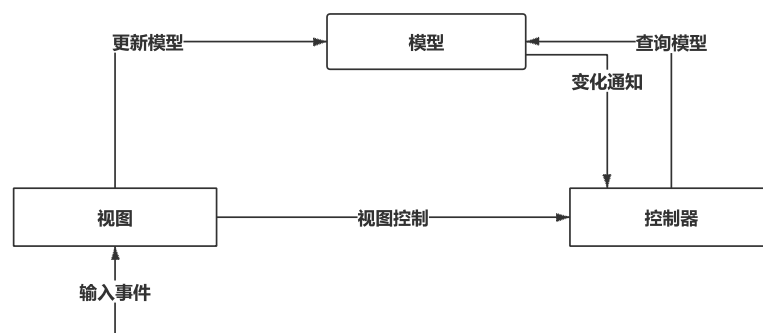 更新模型
模型
查询模型
变化通知
视图
视图控制
控制器
输入事件